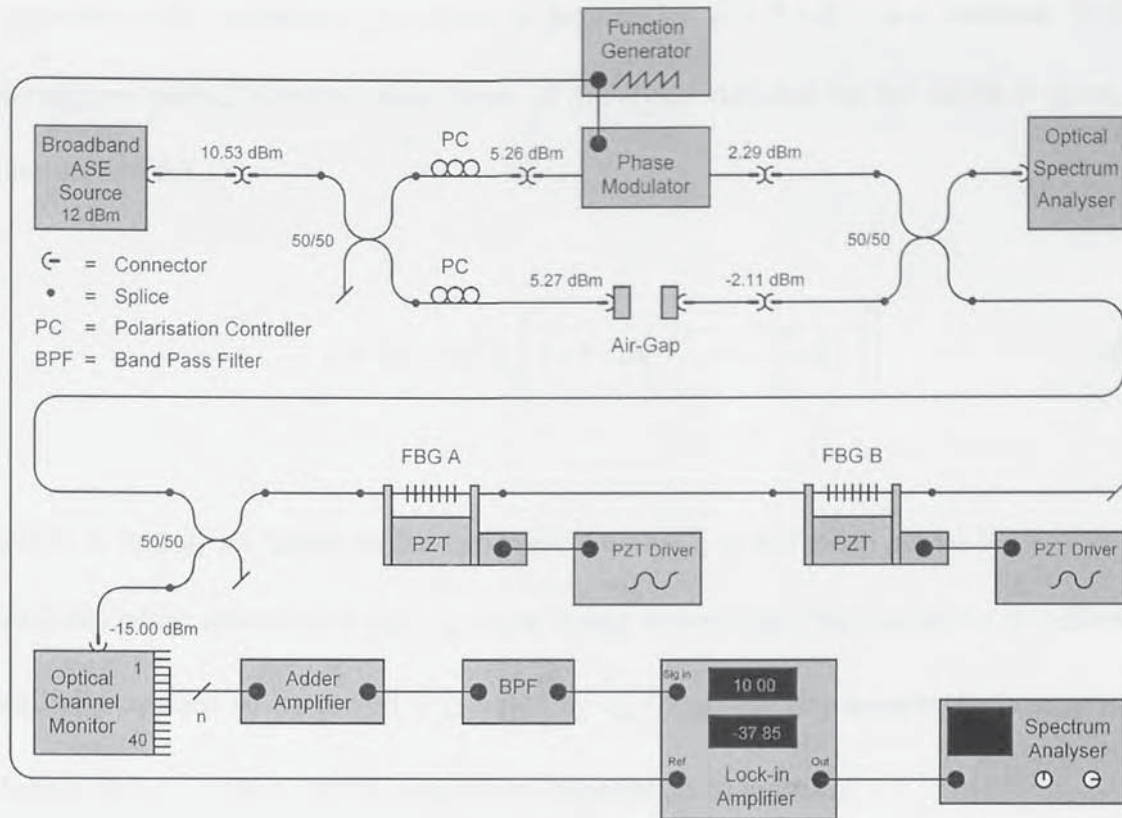 Function
Generator
Broadband
ASE
Source
12 dBm
10.53 dBm
PC
5.26 dBm
Phase
Modulator
2.29 dBm
Optical
Spectrum
Analyser
50/50
50/50
= Connector
= Splice
PC = Polarisation Controller
BPF = Band Pass Filter
PC
5.27 dBm
-2.11 dBm
Air-Gap
FBG A
FBG B
50/50
PZT
PZT Driver
PZT
PZT Driver
-15.00 dBm
Optical
Channel
Monitor
1
40
n
Adder
Amplifier
BPF
Sig in
10.00
-37.85
Ref
Out
Lock-in
Amplifier
Spectrum
Analyser